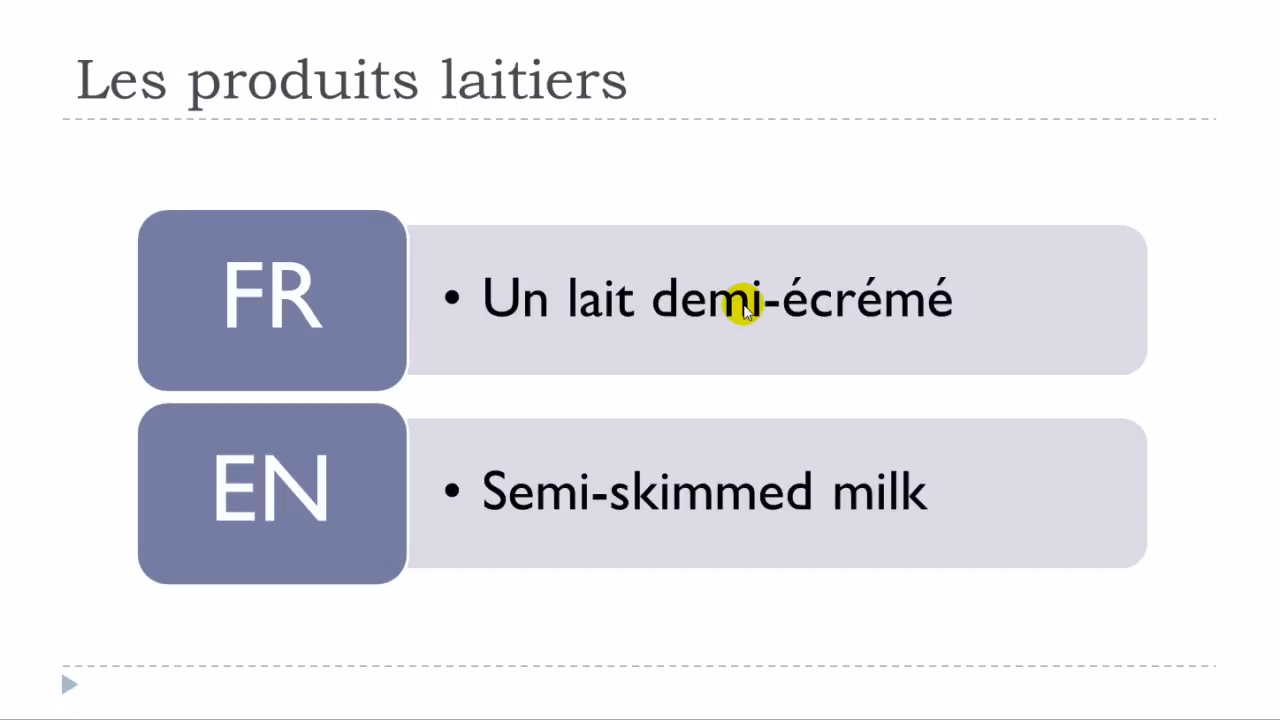 Les produits laitiers
FR
• Un lait demi-écrémé
EN
• Semi-skimmed milk